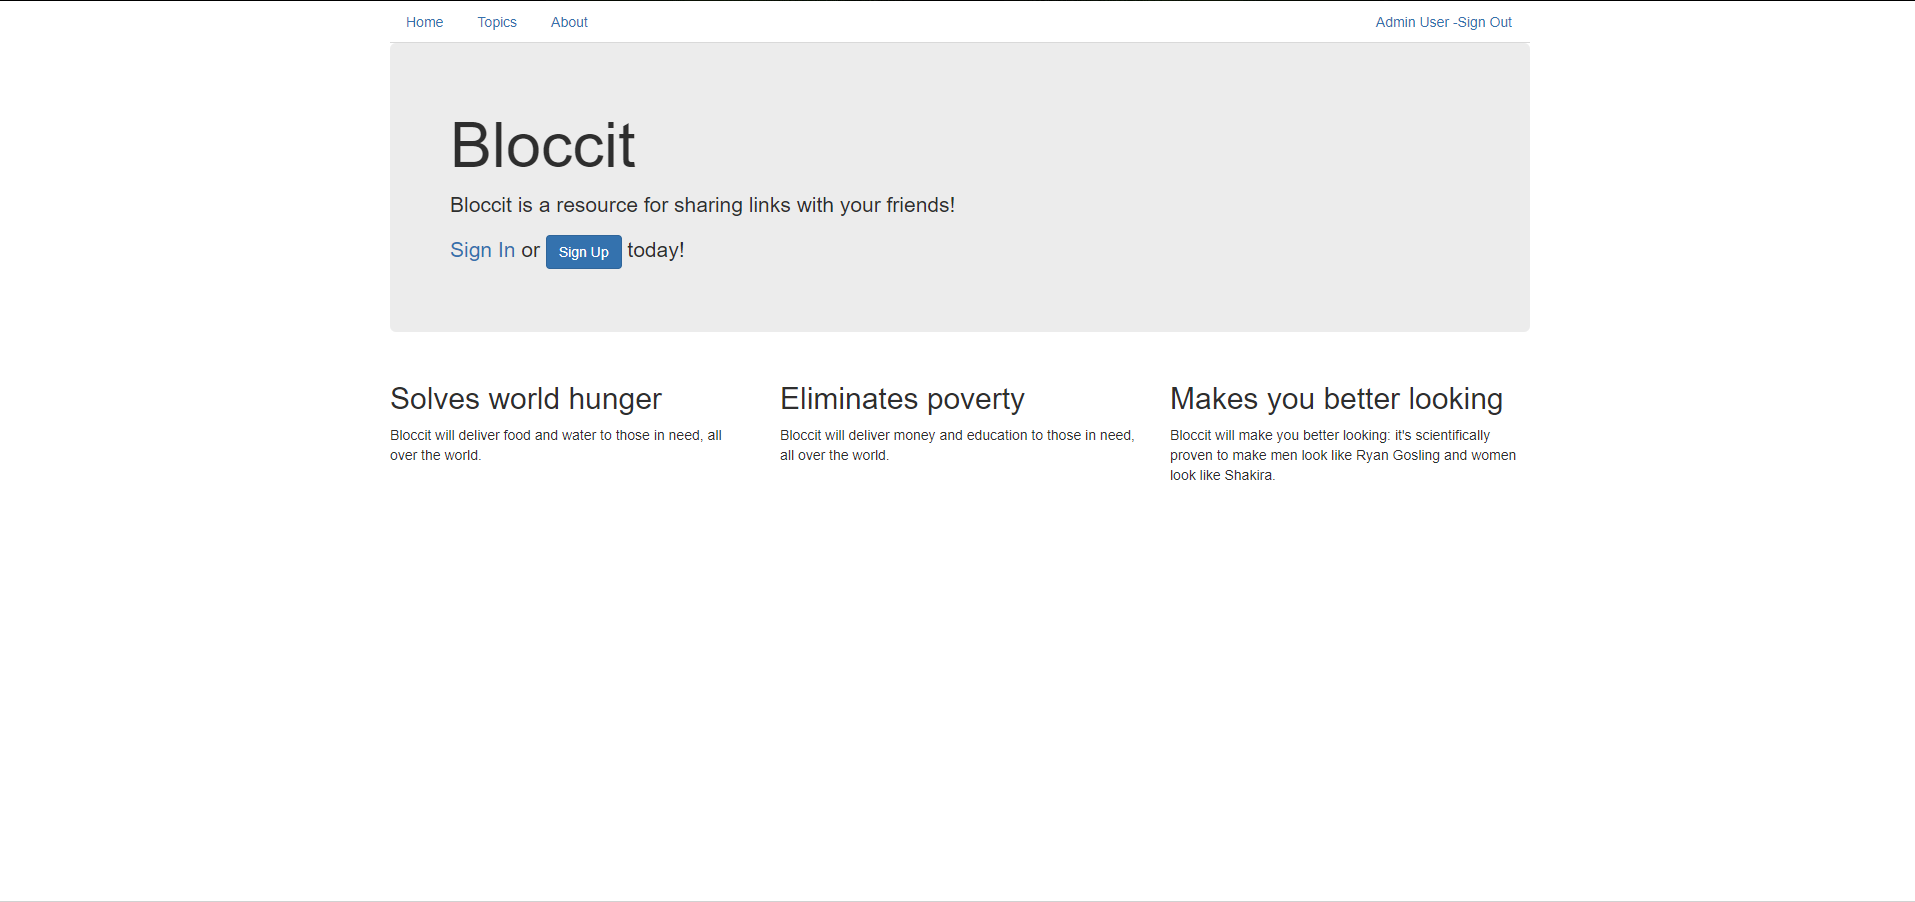 Home Topics About Admin User -Sign Out
Bloccit
Bloccit is a resource for sharing links with your friends!
Sign In or Sign Up today!
Solves world hunger
Bloccit will deliver food and water to those in need, all
over the world.
Eliminates poverty
Bloccit will deliver money and education to those in need,
all over the world.
Makes you better looking
Bloccit will make you better looking: it's scientifically
proven to make men look like Ryan Gosling and women
look like Shakira.